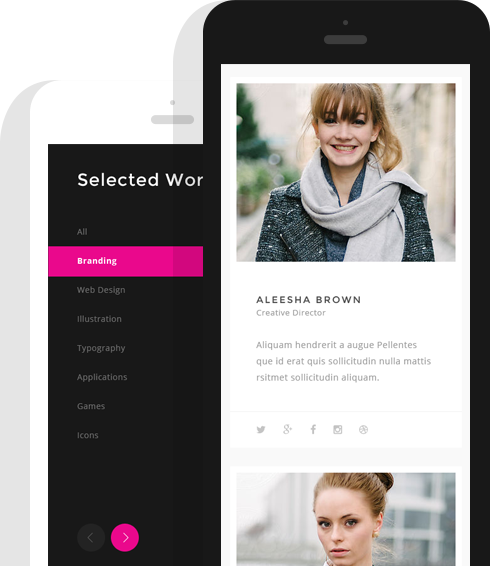 Selected Wor
All
Branding
Web Design
Illustration
Typography
Applications
Games
Icons
ALEESHA BROWN
Creative Director
Aliquam hendrerit a augue Pellentes
que id erat quis sollicitudin nulla mattis
rsitmet sollicitudin aliquam.